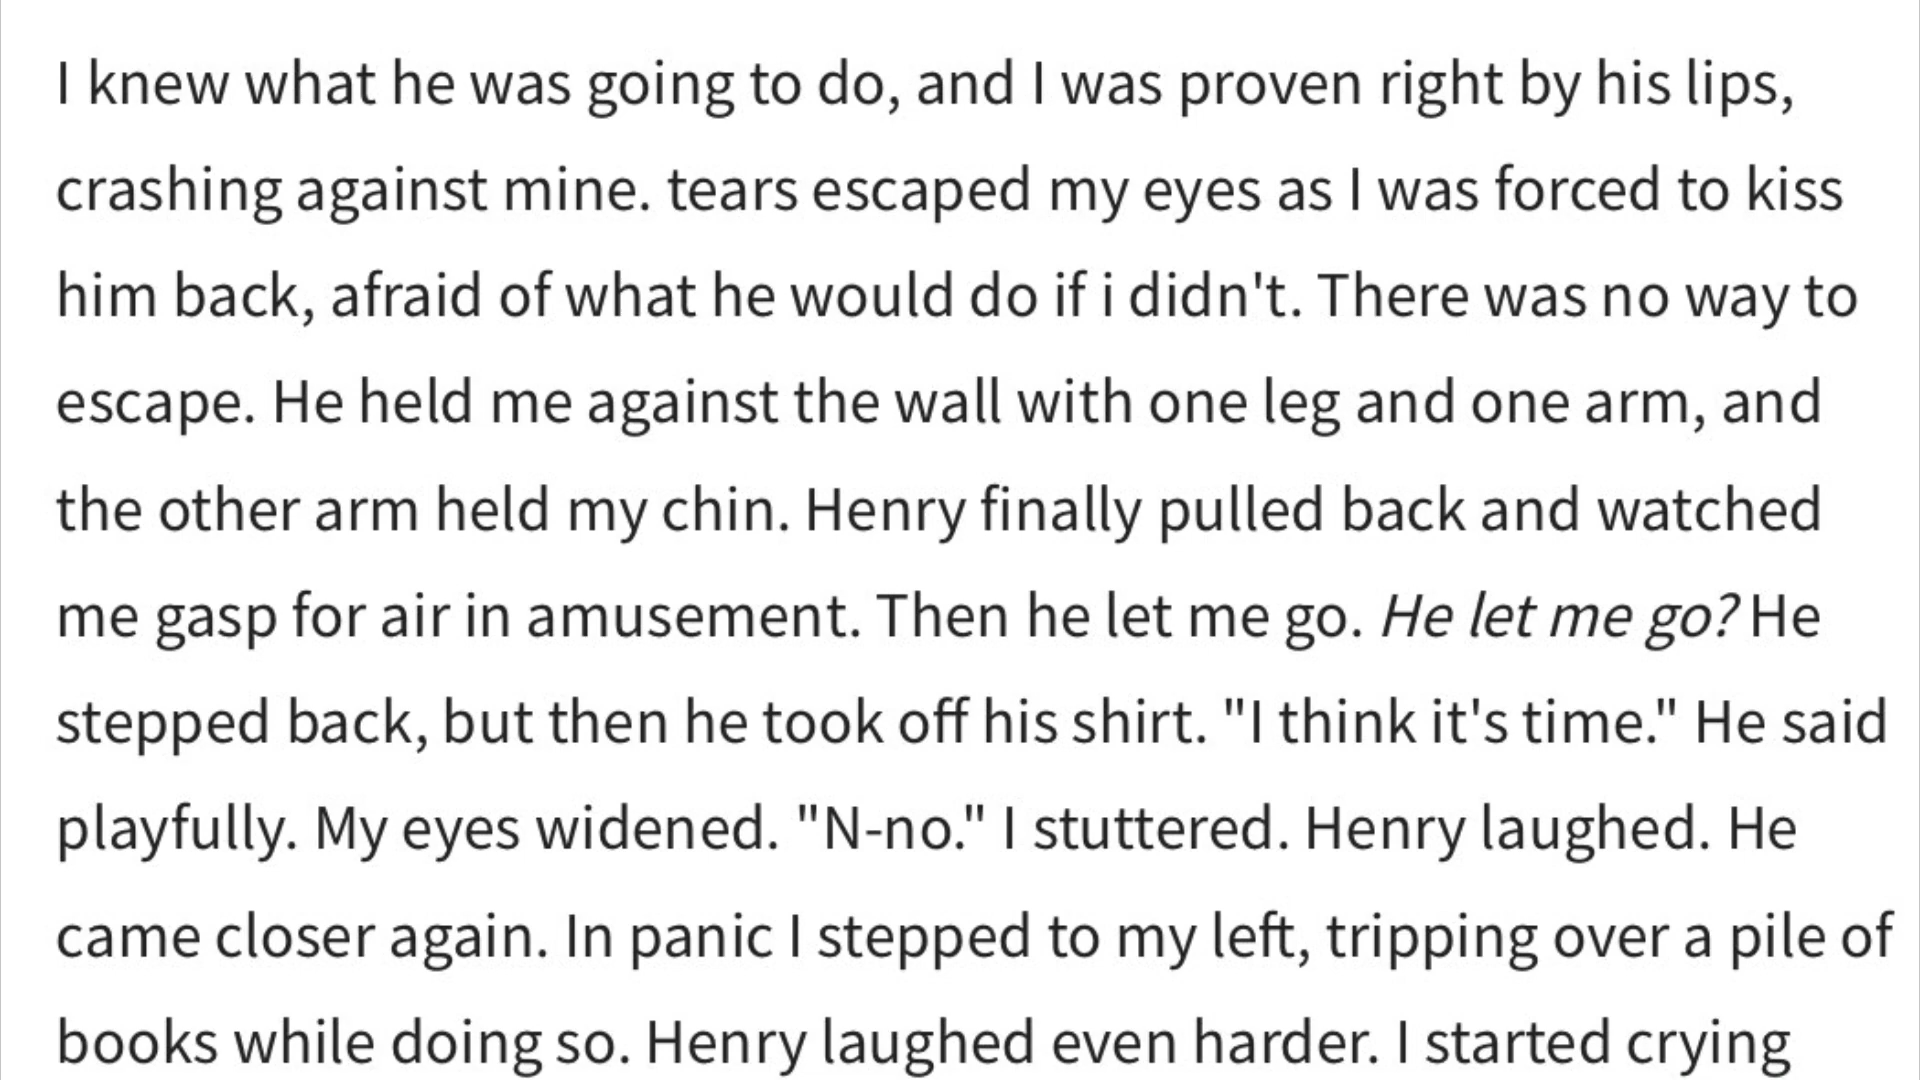 I knew what he was going to do, and I was proven right by his lips,
crashing against mine. tears escaped my eyes as I was forced to kiss
him back, afraid of what he would do if i didn't. There was no way to
escape. He held me against the wall with one leg and one arm, and
the other arm held my chin. Henry finally pulled back and watched
me gasp for air in amusement. Then he let me go. He let me go? He
stepped back, but then he took off his shirt. "I think it's time." He said
playfully. My eyes widened. "N-no." I stuttered. Henry laughed. He
came closer again. In panic I stepped to my left, tripping over a pile of
books while doing so. Henry laughed even harder. I started crying